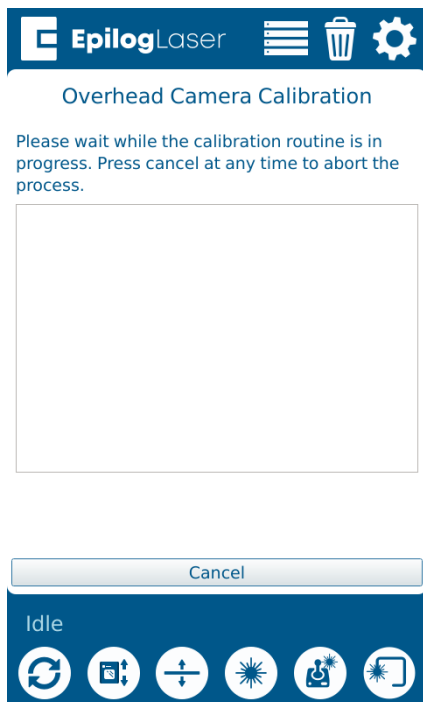 EpilogLaser
Overhead Camera Calibration
Please wait while the calibration routine is in
progress. Press cancel at any time to abort the
process.
Cancel
Idle